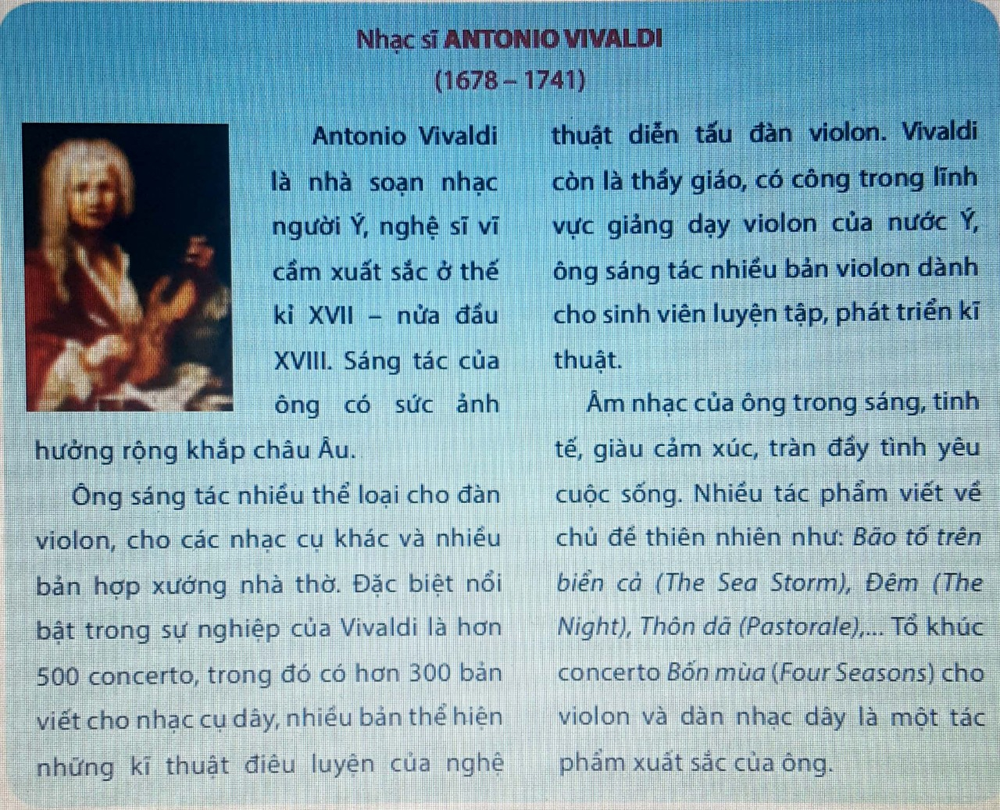 Nhạc sĩ ANTONIO VIVALDI
(1678 – 1741)
Antonio Vivaldi
là nhà soạn nhạc
người Ý, nghệ sĩ vĩ
cầm xuất sắc ở thế
kỉ XVII – nửa đầu
XVIII. Sáng tác của
ông có sức ảnh
hưởng rộng khắp châu Âu.
Ông sáng tác nhiều thể loại cho đàn
violon, cho các nhạc cụ khác và nhiều
bản hợp xướng nhà thờ. Đặc biệt nổi
bật trong sự nghiệp của Vivaldi là hơn
500 concerto, trong đó có hơn 300 bản
viết cho nhạc cụ dây, nhiều bản thể hiện
những kĩ thuật điêu luyện của nghệ
thuật diễn tấu đàn violon. Vivaldi
còn là thầy giáo, có công trong lĩnh
vực giảng dạy violon của nước Ý,
ông sáng tác nhiều bản violon dành
cho sinh viên luyện tập, phát triển kĩ
thuật.
Âm nhạc của ông trong sáng, tinh
tế, giàu cảm xúc, tràn đầy tình yêu
cuộc sống. Nhiều tác phẩm viết về
chủ đề thiên nhiên như: Bão tố trên
biển cả (The Sea Storm), Đêm (The
Night), Thôn dã (Pastorale),... Tổ khúc
concerto Bốn mùa (Four Seasons) cho
violon và dàn nhạc dây là một tác
phẩm xuất sắc của ông.